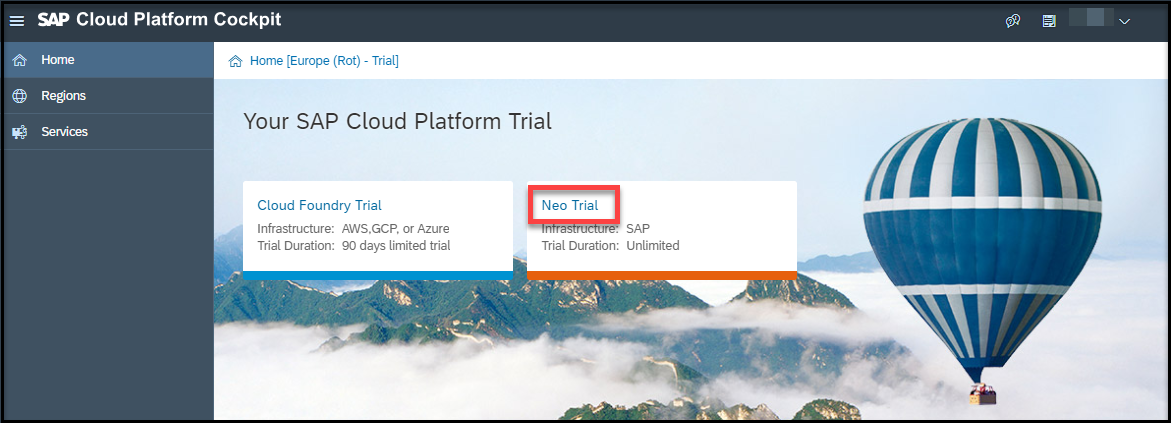 SAP Cloud Platform Cockpit
Home
Regions
Services
Home [Europe (Rot) - Trial]
Your SAP Cloud Platform Trial
Cloud Foundry Trial
Infrastructure: AWS,GCP, or Azure
Trial Duration: 90 days limited trial
Neo Trial
Infrastructure: SAP
Trial Duration: Unlimited